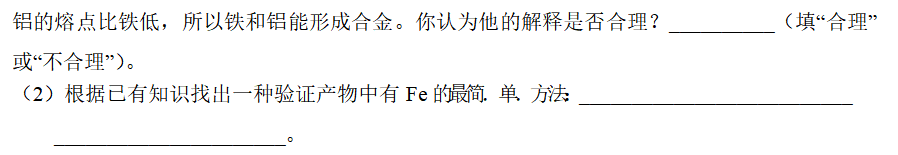 铝的熔点比铁低，所以铁和铝能形成合金。你认为他的解释是否合理？__________（填“合理”
或“不合理”）。
（2）根据已有知识找出一种验证产物中有 Fe 的最简．单．方法：__________________________
______________________。